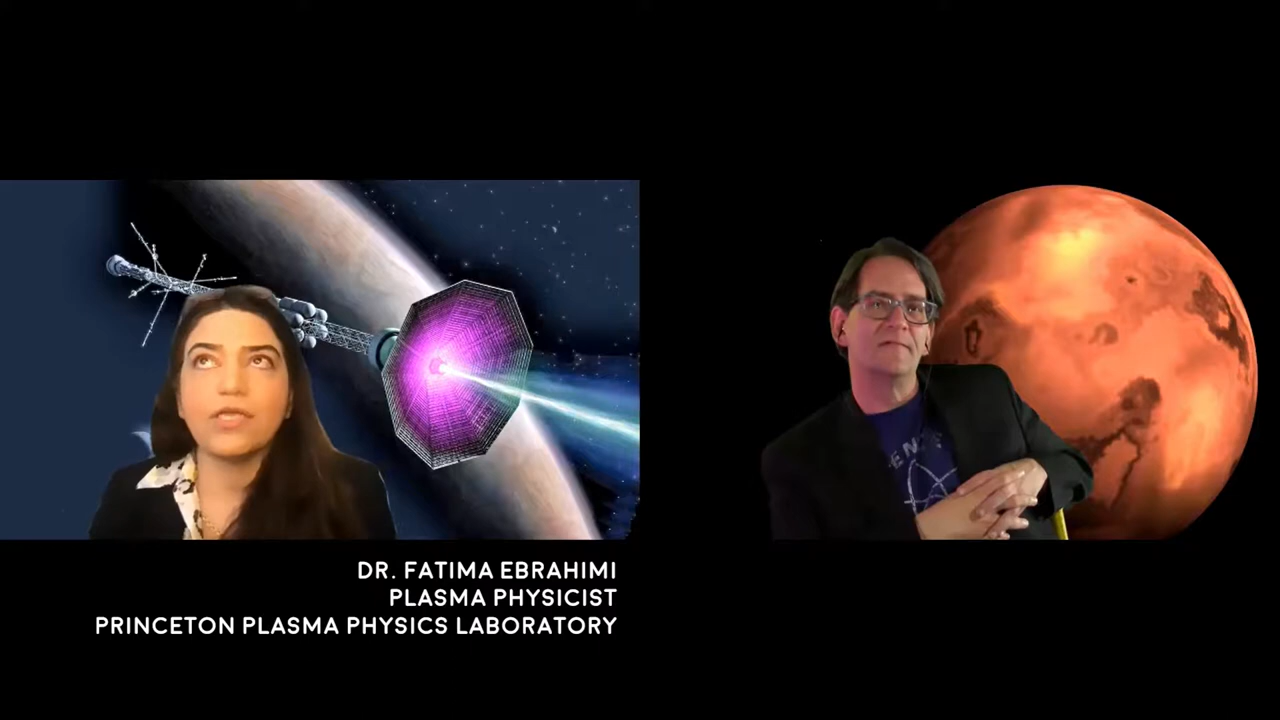 DR. FATIMA EBRAHIMI
PLASMA PHYSICIST
PRINCETON PLASMA PHYSICS LABORATORY